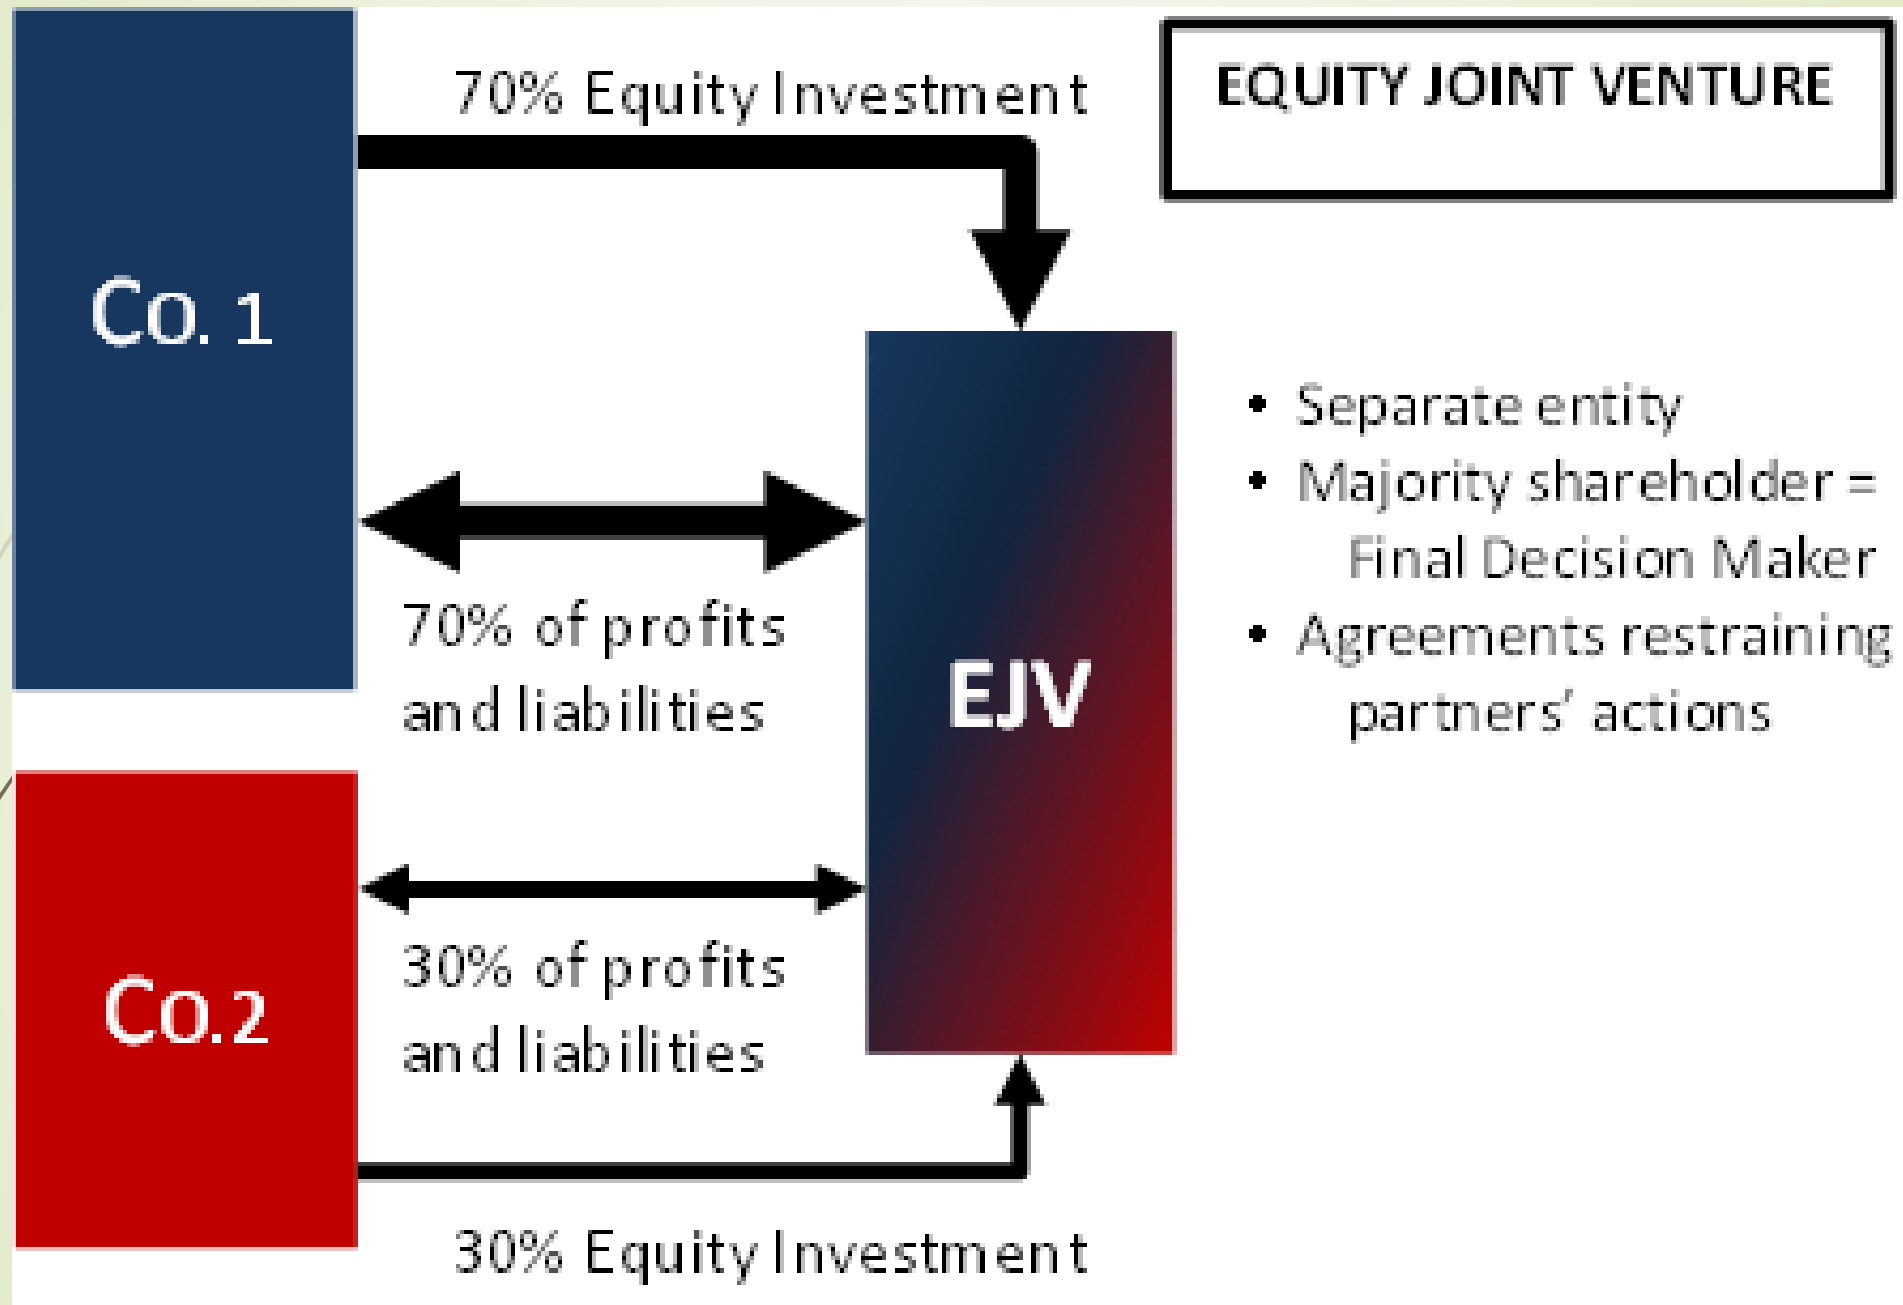 70% Equity Investment
EQUITY JOINT VENTURE
Co. 1
• Separate entity
• Majority shareholder =
Final Decision Maker
• Agreements restraining
partners' actions
70% of profits
and liabilities
EJV
Co.2
30% of profits
and liabilities
30% Equity Investment